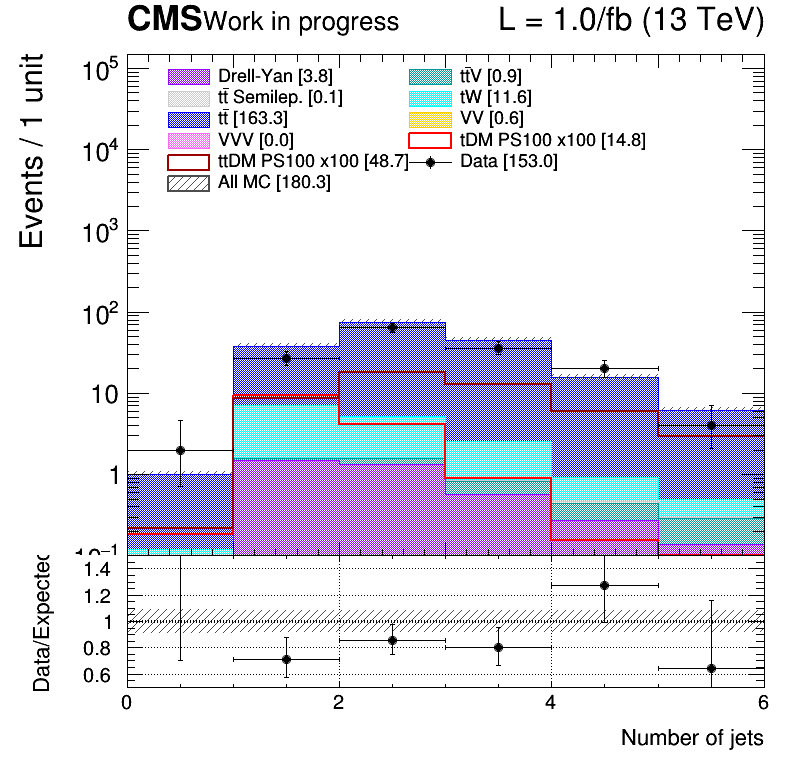 CMS Work in progress L = 1.0/fb (13 TeV)
Events / 1 unit
10⁵
10⁴
10³
10²
10
1
10⁻¹
Drell-Yan [3.8] tt̄V [0.9]
tt̄ Semilep. [0.1] tW [11.6]
tt̄ [163.3] VV [0.6]
VVV [0.0] tDM PS100 x100 [14.8]
ttDM PS100 x100 [48.7] Data [153.0]
All MC [180.3]
Data/Expected
1.4
1.2
1
0.8
0.6
0 2 4 6
Number of jets